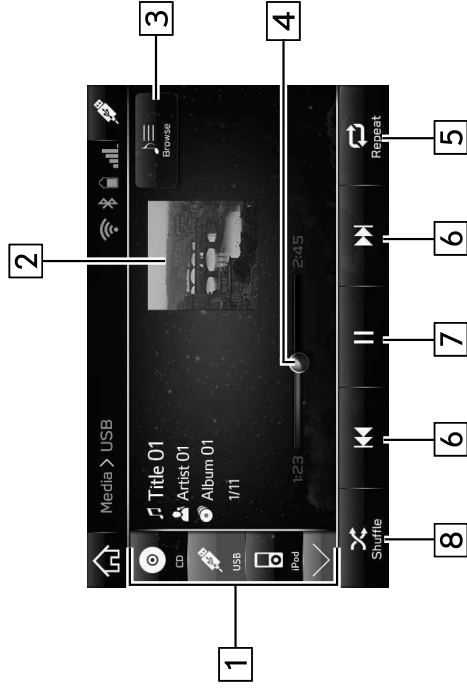 2
3
4
1
Media > USB
CD
USB
iPod
Title 01
Artist 01
Album 01
1/11
Browse
1:23
2:45
Shuffle
Repeat
8
6
7
6
5